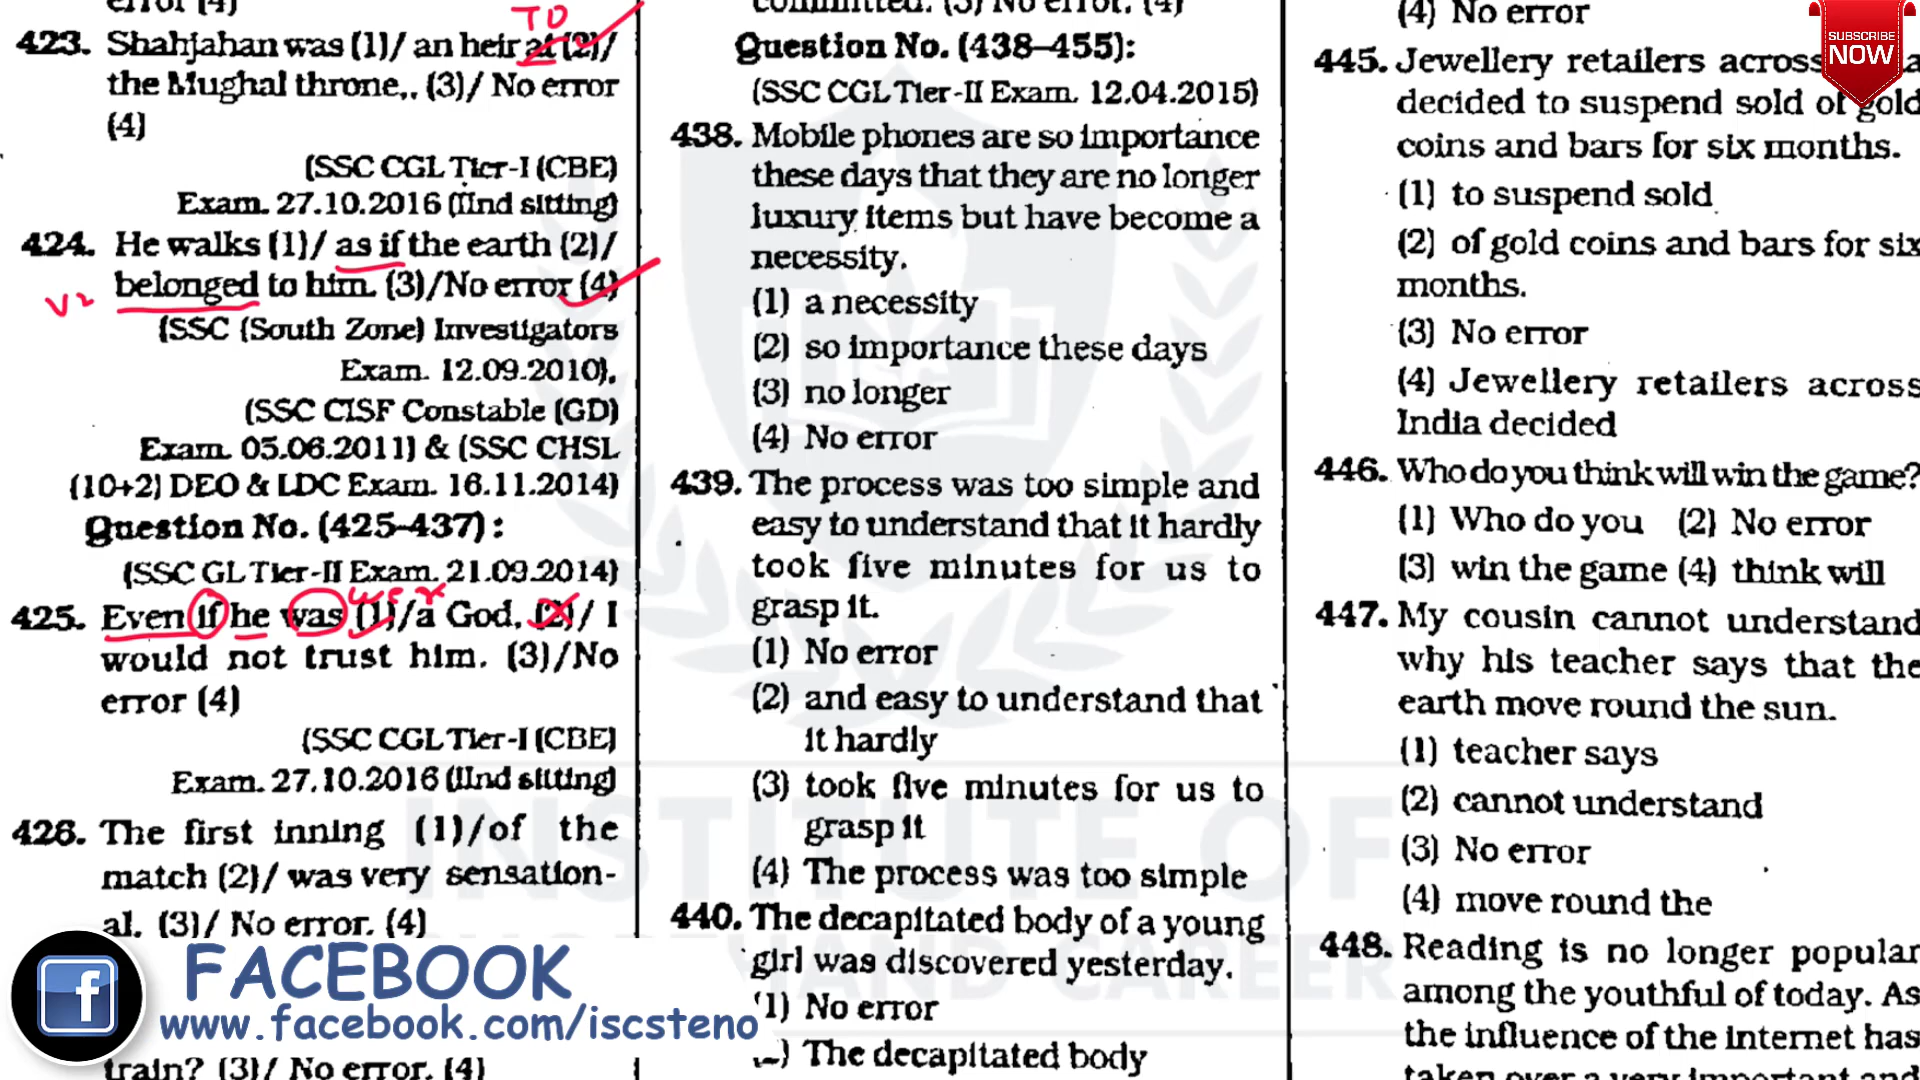 error (4)
TO
423. Shahjahan was (1)/ an heir at (2)/
the Mughal throne,. (3)/ No error
(4)
(SSC CGL Tier-I (CBE)
Exam. 27.10.2016 (IInd sitting)
424. He walks (1)/ as if the earth (2)/
V2 belonged to him. (3)/No error (4)
(SSC (South Zone) Investigators
Exam. 12.09.2010),
(SSC CISF Constable (GD)
Exam. 05.06.2011) & (SSC CHSL
(10+2) DEO & LDC Exam. 16.11.2014)
Question No. (425-437) :
(SSC GL Tier-II Exam. 21.09.2014)
425. Even if he was (1)/a God, (2)/ I
would not trust him. (3)/No
error (4)
(SSC CGL Tier-I (CBE)
Exam. 27.10.2016 (IInd sitting)
426. The first inning (1)/of the
match (2)/ was very sensation-
al. (3)/ No error. (4)
FACEBOOK
www.facebook.com/iscsteno
train? (3)/ No error. (4)
committed. (3) No error. (4)
Question No. (438–455):
(SSC CGL Tier-II Exam. 12.04.2015)
438. Mobile phones are so importance
these days that they are no longer
luxury items but have become a
necessity.
(1) a necessity
(2) so importance these days
(3) no longer
(4) No error
439. The process was too simple and
easy to understand that it hardly
took five minutes for us to
grasp it.
(1) No error
(2) and easy to understand that
it hardly
(3) took five minutes for us to
grasp it
(4) The process was too simple
440. The decapitated body of a young
girl was discovered yesterday.
1) No error
) The decapitated body
(4) No error
SUBSCRIBE
NOW
445. Jewellery retailers across
decided to suspend sold of gold
coins and bars for six months.
(1) to suspend sold
(2) of gold coins and bars for six
months.
(3) No error
(4) Jewellery retailers across
India decided
446. Who do you think will win the game?
(1) Who do you (2) No error
(3) win the game (4) think will
447. My cousin cannot understand
why his teacher says that the
earth move round the sun.
(1) teacher says
(2) cannot understand
(3) No error
(4) move round the
448. Reading is no longer popular
among the youthful of today. As
the influence of the internet has
taken over a very important and
INSTITUTE OF
SHORTHAND CAREER